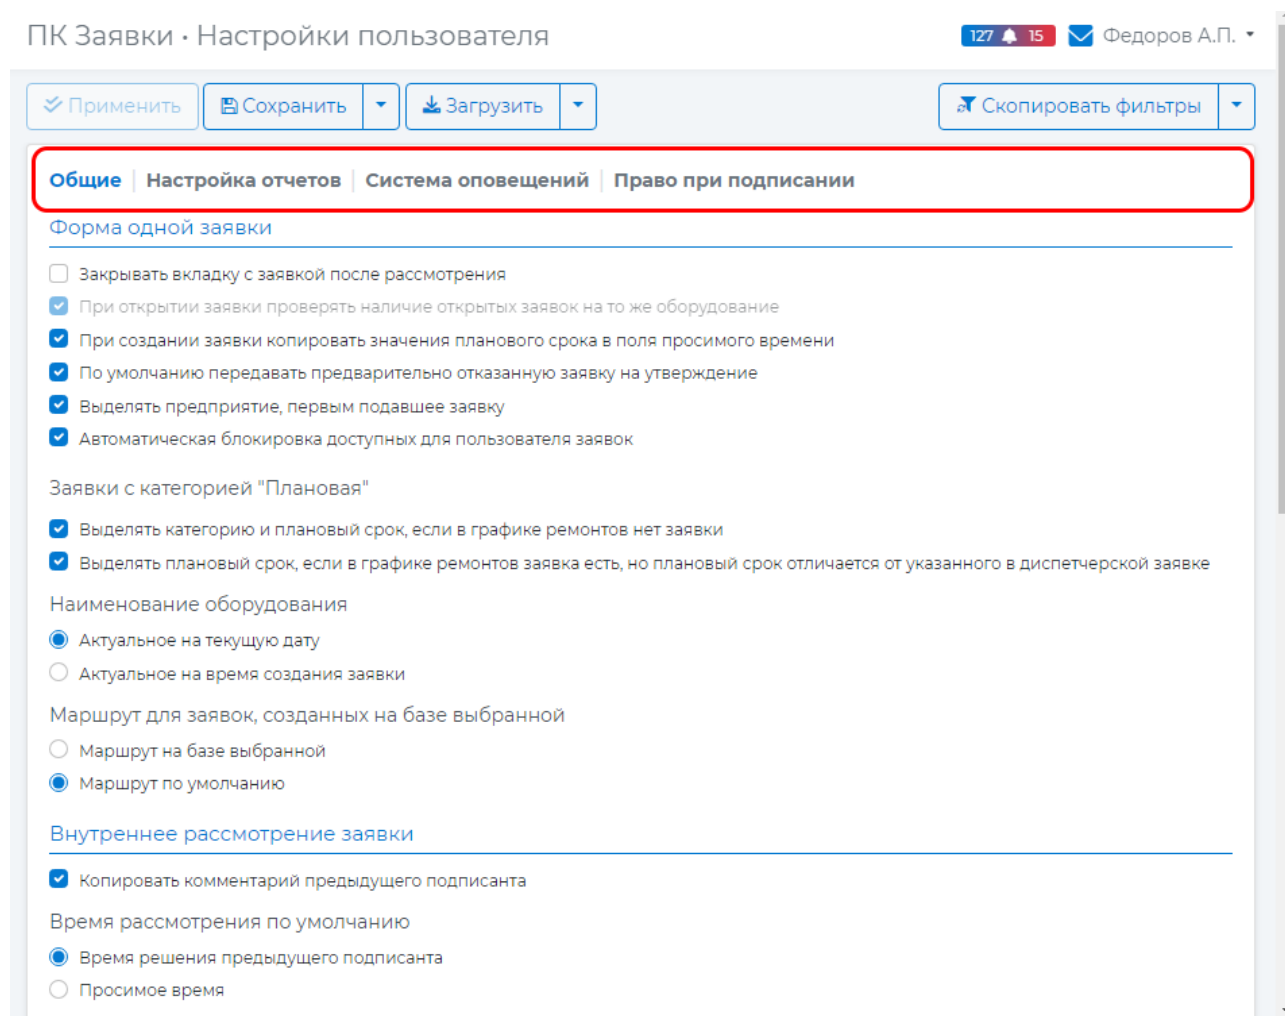 ПК Заявки • Настройки пользователя
127 15 Федоров А.П.
Применить Сохранить Загрузить Скопировать фильтры
Общие | Настройка отчетов | Система оповещений | Право при подписании
Форма одной заявки
Закрывать вкладку с заявкой после рассмотрения
При открытии заявки проверять наличие открытых заявок на то же оборудование
При создании заявки копировать значения планового срока в поля просимого времени
По умолчанию передавать предварительно отказанную заявку на утверждение
Выделять предприятие, первым подавшее заявку
Автоматическая блокировка доступных для пользователя заявок
Заявки с категорией "Плановая"
Выделять категорию и плановый срок, если в графике ремонтов нет заявки
Выделять плановый срок, если в графике ремонтов заявка есть, но плановый срок отличается от указанного в диспетчерской заявке
Наименование оборудования
Актуальное на текущую дату
Актуальное на время создания заявки
Маршрут для заявок, созданных на базе выбранной
Маршрут на базе выбранной
Маршрут по умолчанию
Внутреннее рассмотрение заявки
Копировать комментарий предыдущего подписанта
Время рассмотрения по умолчанию
Время решения предыдущего подписанта
Просимое время